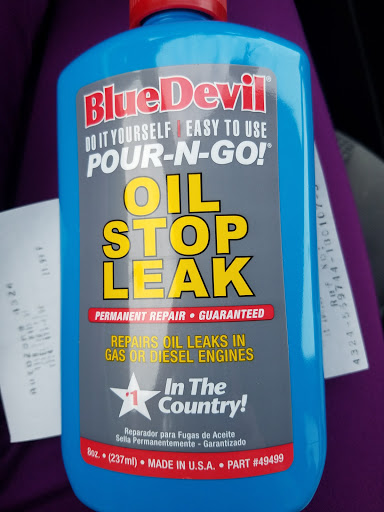 BlueDevil®
DO IT YOURSELF | EASY TO USE
POUR-N-GO!®
OIL
STOP
LEAK
PERMANENT REPAIR • GUARANTEED
REPAIRS OIL LEAKS IN
GAS OR DIESEL ENGINES
#1 In The
Country!
Reparador para Fugas de Aceite
Sella Permanentemente - Garantizado
8oz. • (237ml) • MADE IN U.S.A. • PART #49499